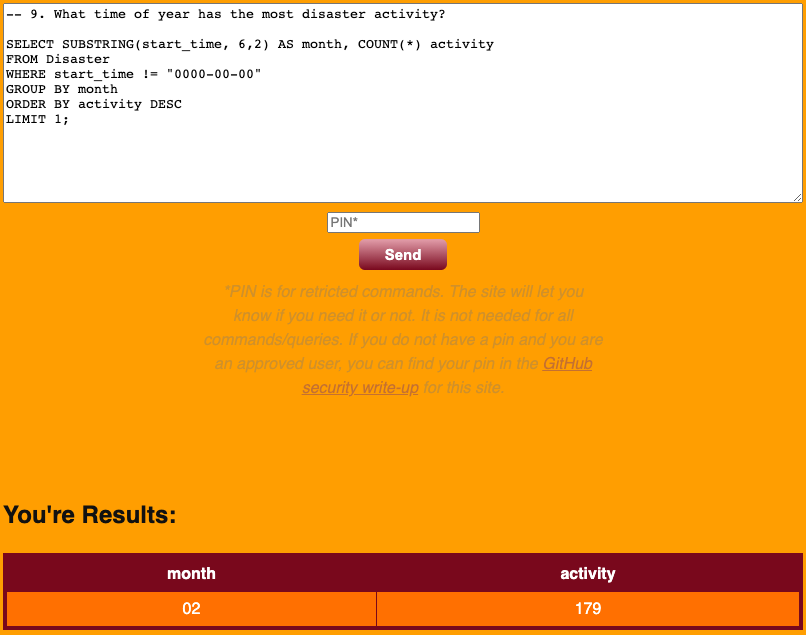 -- 9. What time of year has the most disaster activity?
SELECT SUBSTRING(start_time, 6,2) AS month, COUNT(*) activity
FROM Disaster
WHERE start_time != "0000-00-00"
GROUP BY month
ORDER BY activity DESC
LIMIT 1;
PIN*
Send
*PIN is for retricted commands. The site will let you
know if you need it or not. It is not needed for all
commands/queries. If you do not have a pin and you are
an approved user, you can find your pin in the GitHub
security write-up for this site.
You're Results:
month activity
02 179